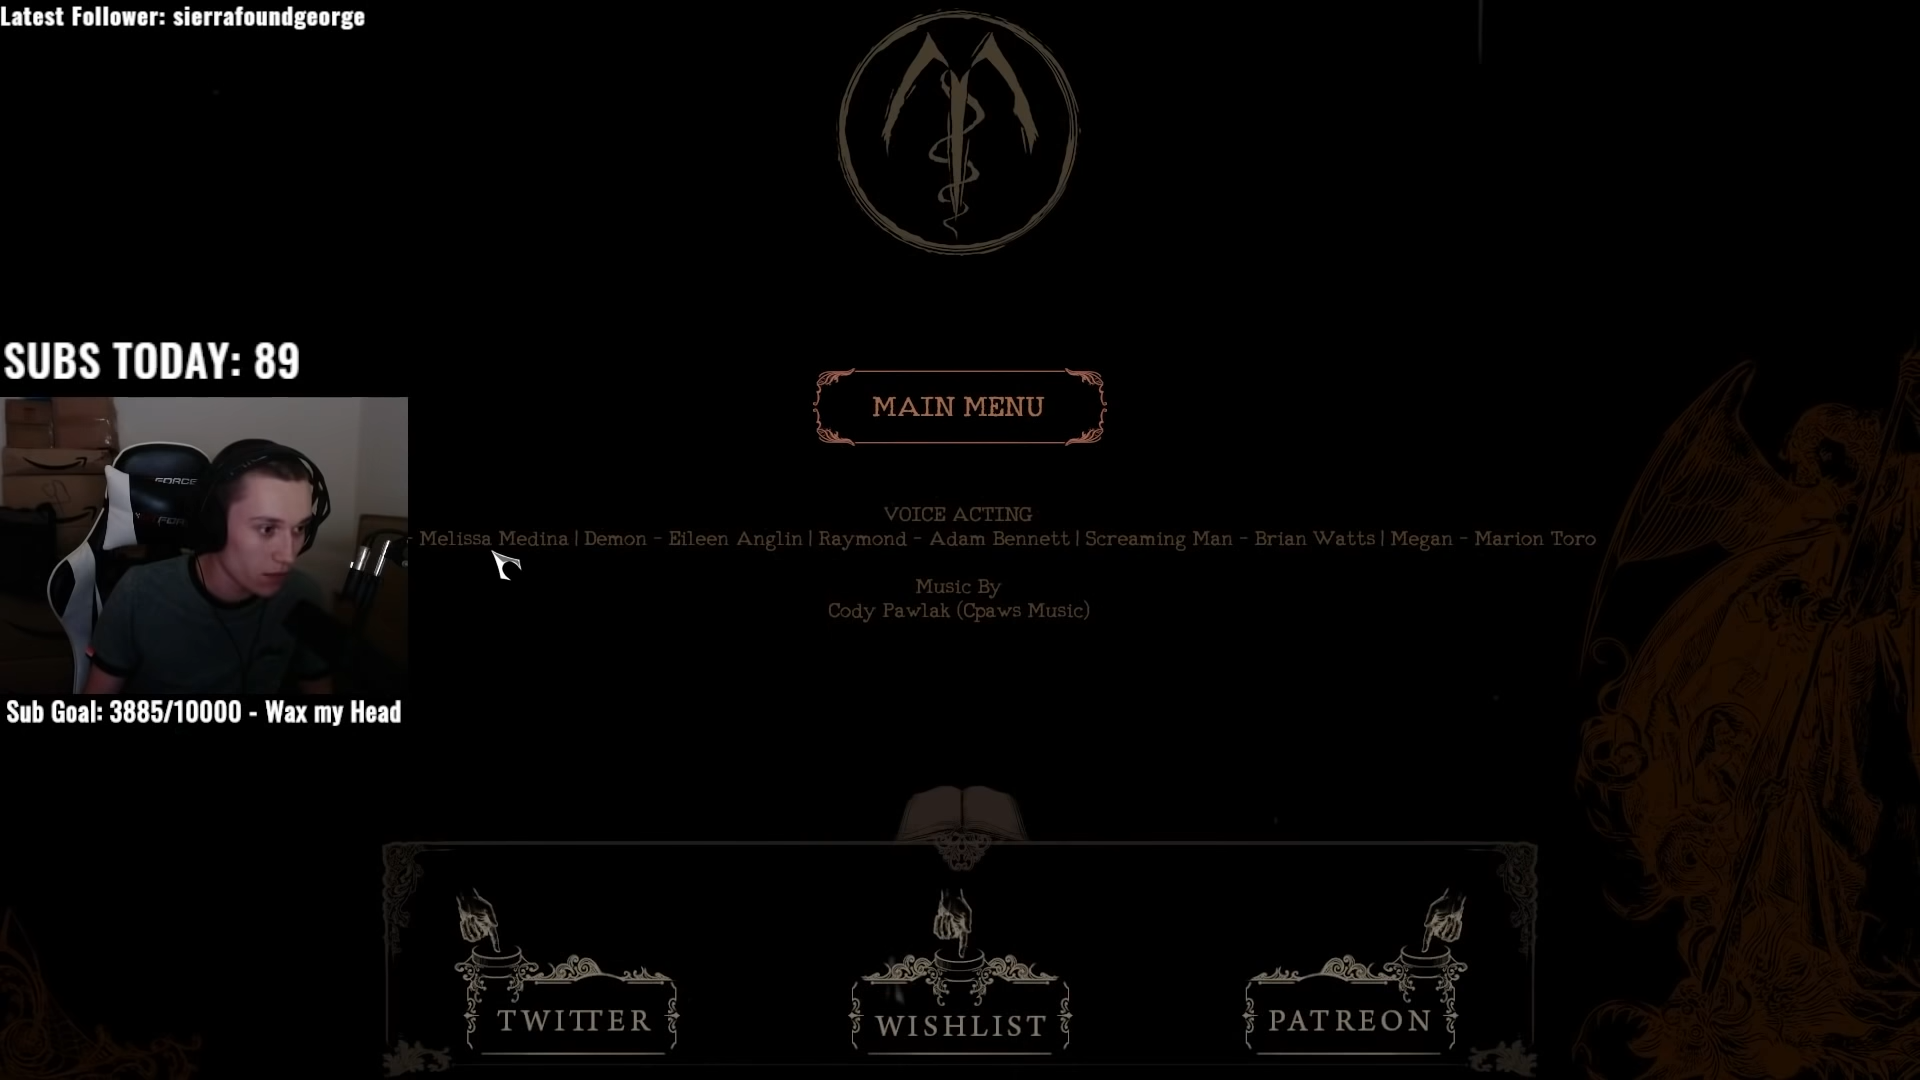 Latest Follower: sierrafoundgeorge
SUBS TODAY: 89
FORCE
MAIN MENU
VOICE ACTING
- Melissa Medina | Demon - Eileen Anglin | Raymond - Adam Bennett | Screaming Man - Brian Watts | Megan - Marion Toro
Music By
Cody Pawlak (Cpaws Music)
Sub Goal: 3885/10000 - Wax my Head
TWITTER
WISHLIST
PATREON